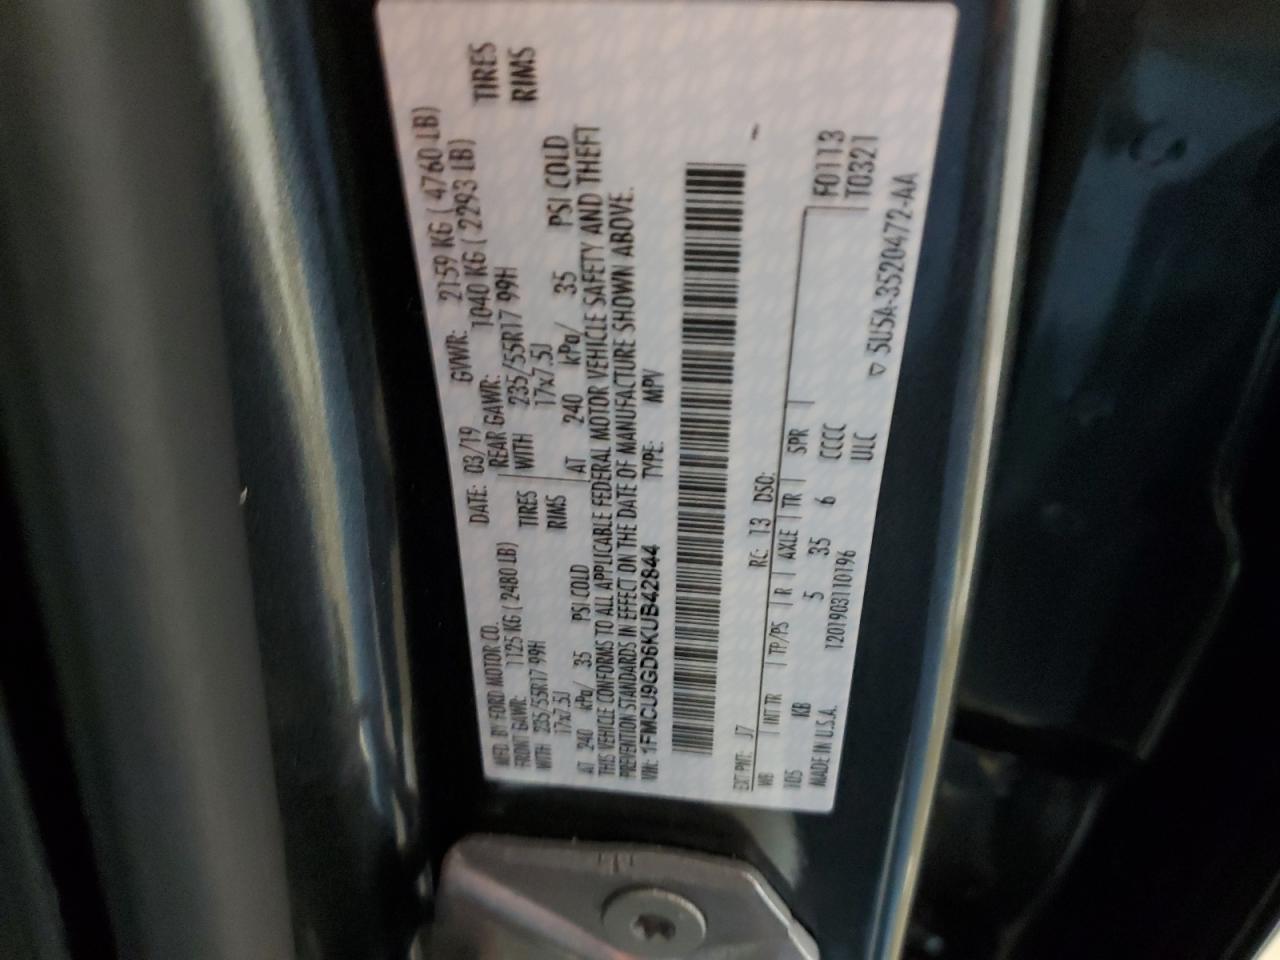 MFD. BY FORD MOTOR CO.
DATE: 03/19 GVWR: 2159 KG ( 4760 LB)
FRONT GAWR: 1125 KG ( 2480 LB) REAR GAWR: 1040 KG ( 2293 LB)
WITH 235/55R17 99H TIRES WITH 235/55R17 99H TIRES
17x7.5J RIMS 17x7.5J RIMS
AT 240 kPa/ 35 PSI COLD AT 240 kPa/ 35 PSI COLD
THIS VEHICLE CONFORMS TO ALL APPLICABLE FEDERAL MOTOR VEHICLE SAFETY AND THEFT
PREVENTION STANDARDS IN EFFECT ON THE DATE OF MANUFACTURE SHOWN ABOVE.
VIN: 1FMCU9GD6KUB42844 TYPE: MPV
EXT PNT: J7 RC: 13 DSO:
WB INT TR TP/PS R AXLE TR SPR F0113
105 KB 5 35 6 CCCC T0321
MADE IN U.S.A. 1201903110196 ULC
5U5A-3520472-AA